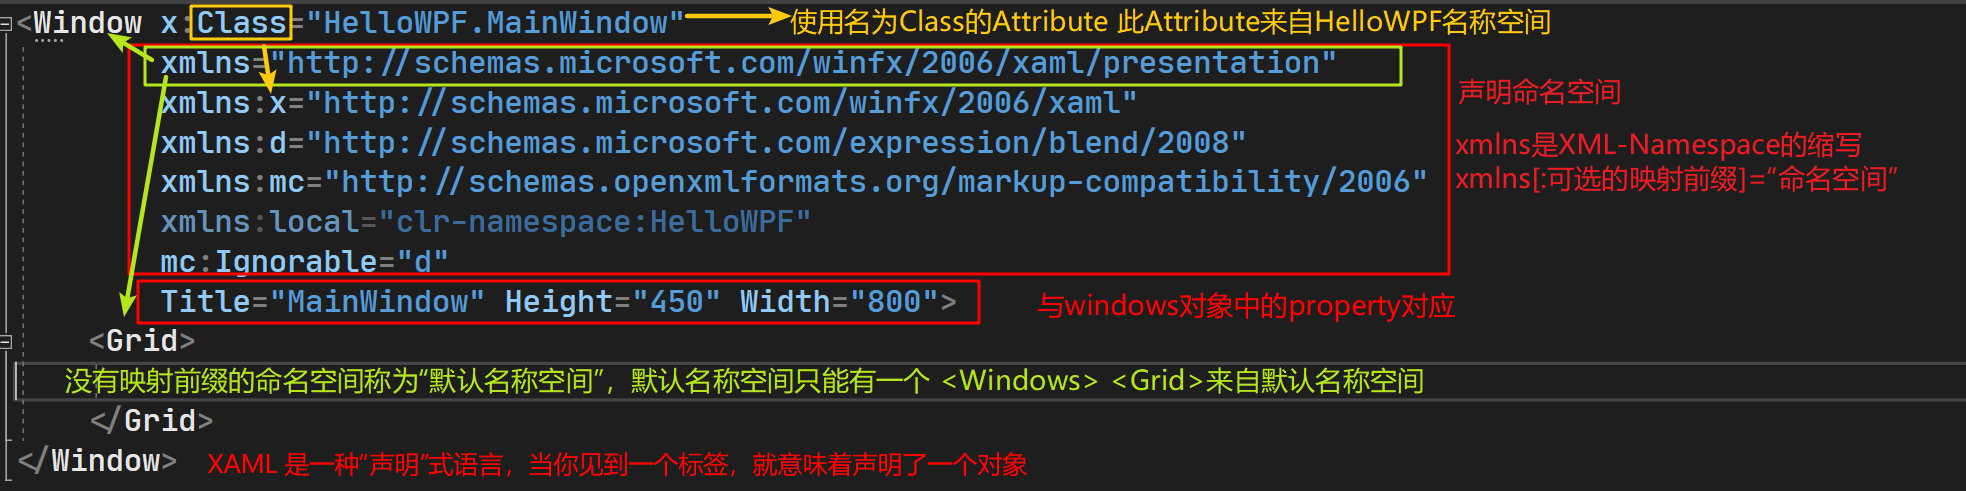 <Window x:Class="HelloWPF.MainWindow" 使用名为Class的Attribute 此Attribute来自HelloWPF名称空间
xmlns="http://schemas.microsoft.com/winfx/2006/xaml/presentation"
声明命名空间
xmlns:x="http://schemas.microsoft.com/winfx/2006/xaml"
xmlns:d="http://schemas.microsoft.com/expression/blend/2008"
xmlns是XML-Namespace的缩写
xmlns:mc="http://schemas.openxmlformats.org/markup-compatibility/2006"
xmlns[:可选的映射前缀]=“命名空间”
xmlns:local="clr-namespace:HelloWPF"
mc:Ignorable="d"
Title="MainWindow" Height="450" Width="800"> 与windows对象中的property对应
<Grid>
没有映射前缀的命名空间称为“默认名称空间”，默认名称空间只能有一个 <Windows> <Grid>来自默认名称空间
</Grid>
</Window> XAML 是一种“声明”式语言，当你见到一个标签，就意味着声明了一个对象